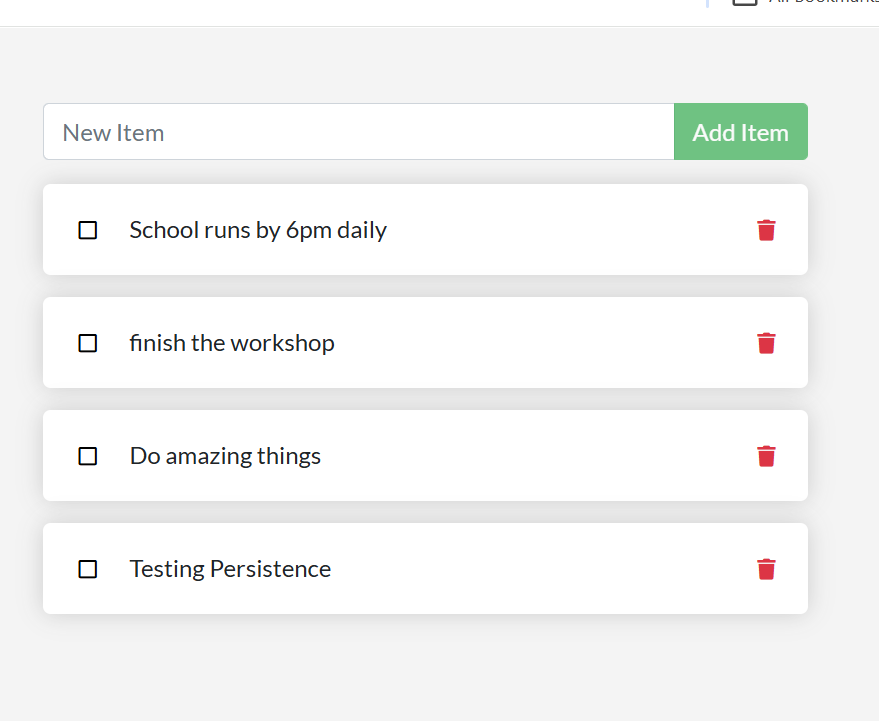 New Item
Add Item
School runs by 6pm daily
finish the workshop
Do amazing things
Testing Persistence